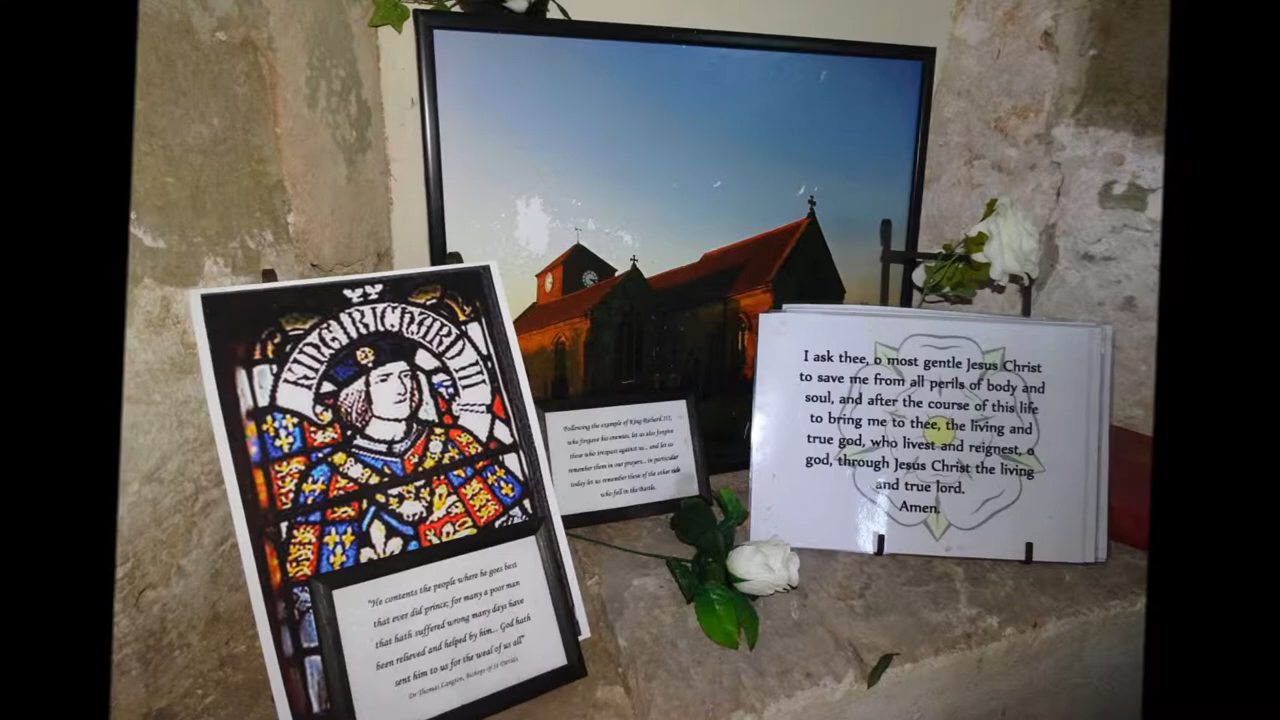 KING RICHARD III
"He contents the people where he goes best
that ever did prince; for many a poor man
that hath suffered wrong many days have
been relieved and helped by him... God hath
sent him to us for the weal of us all"
Dr Thomas Langton, Bishop of St Davids.
Following the example of King Richard III,
who forgave his enemies, let us also forgive
those who trespass against us... and let us
remember them in our prayers... in particular
today let us remember those of the other side
who fell in the Battle.
I ask thee, o most gentle Jesus Christ
to save me from all perils of body and
soul, and after the course of this life
to bring me to thee, the living and
true god, who livest and reignest, o
god, through Jesus Christ the living
and true lord.
Amen.